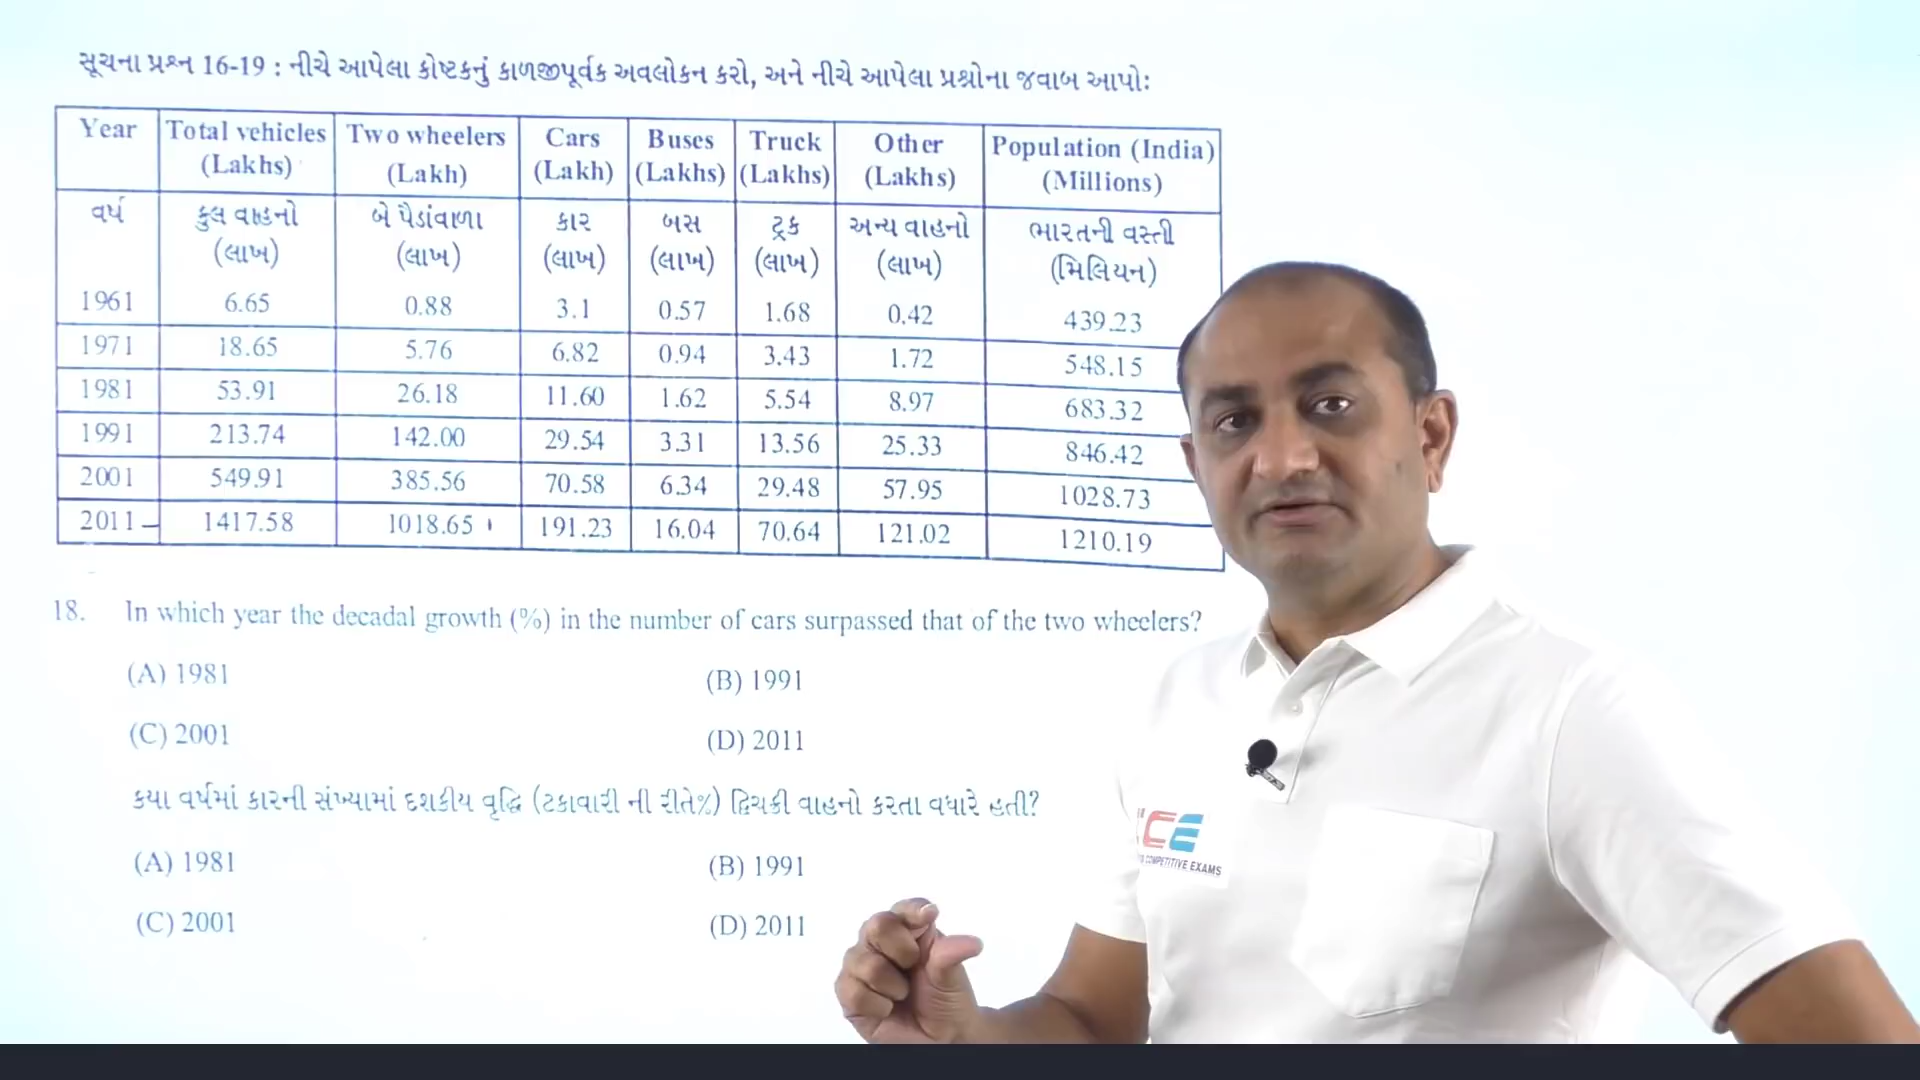 સૂચના પ્રશ્ન 16-19 : નીચે આપેલા કોષ્ટકનું કાળજીપૂર્વક અવલોકન કરો, અને નીચે આપેલા પ્રશ્નોના જવાબ આપોઃ
Year Total vehicles (Lakhs) Two wheelers (Lakh) Cars (Lakh) Buses (Lakhs) Truck (Lakhs) Other (Lakhs) Population (India) (Millions)
વર્ષ કુલ વાહનો (લાખ) બે પૈડાંવાળા (લાખ) કાર (લાખ) બસ (લાખ) ટ્રક (લાખ) અન્ય વાહનો (લાખ) ભારતની વસ્તી (મિલિયન)
1961 6.65 0.88 3.1 0.57 1.68 0.42 439.23
1971 18.65 5.76 6.82 0.94 3.43 1.72 548.15
1981 53.91 26.18 11.60 1.62 5.54 8.97 683.32
1991 213.74 142.00 29.54 3.31 13.56 25.33 846.42
2001 549.91 385.56 70.58 6.34 29.48 57.95 1028.73
2011 1417.58 1018.65 191.23 16.04 70.64 121.02 1210.19
18. In which year the decadal growth (%) in the number of cars surpassed that of the two wheelers?
(A) 1981 (B) 1991
(C) 2001 (D) 2011
કયા વર્ષમાં કારની સંખ્યામાં દશકીય વૃદ્ધિ (ટકાવારી ની રીતે%) દ્વિચક્રી વાહનો કરતા વધારે હતી?
(A) 1981 (B) 1991
(C) 2001 (D) 2011
CE
COMPETITIVE EXAMS